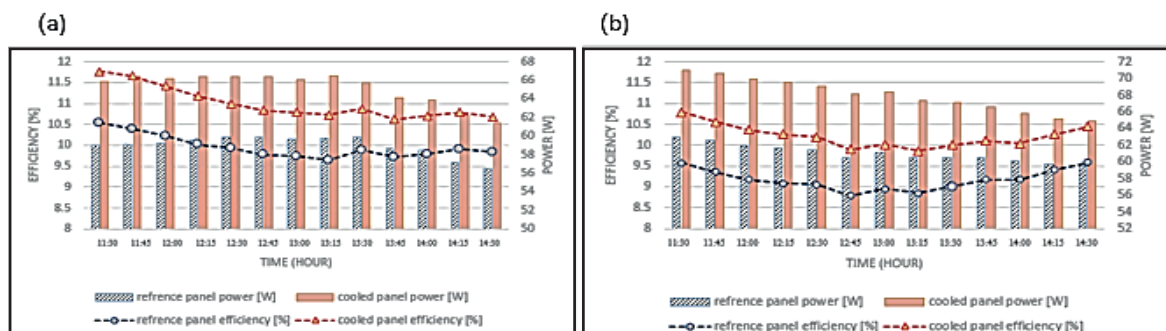 (a)
(b)
12
11.5
11
10.5
10
9.5
9
8.5
8
EFFICIENCY [%]
68
66
64
62
60
58
56
54
52
50
POWER [W]
11:30 11:45 12:00 12:15 12:30 12:45 13:00 13:15 13:30 13:45 14:00 14:15 14:30
TIME (HOUR)
refrence panel power [W] cooled panel power [W]
refrence panel efficiency [%] cooled panel efficiency [%]
12
11.5
11
10.5
10
9.5
9
8.5
8
EFFICIENCY [%]
72
70
68
66
64
62
60
58
56
54
52
POWER [W]
11:30 11:45 12:00 12:15 12:30 12:45 13:00 13:15 13:30 13:45 14:00 14:15 14:30
TIME (HOUR)
refrence panel power [W] cooled panel power [W]
refrence panel efficiency [%] cooled panel efficiency [%]